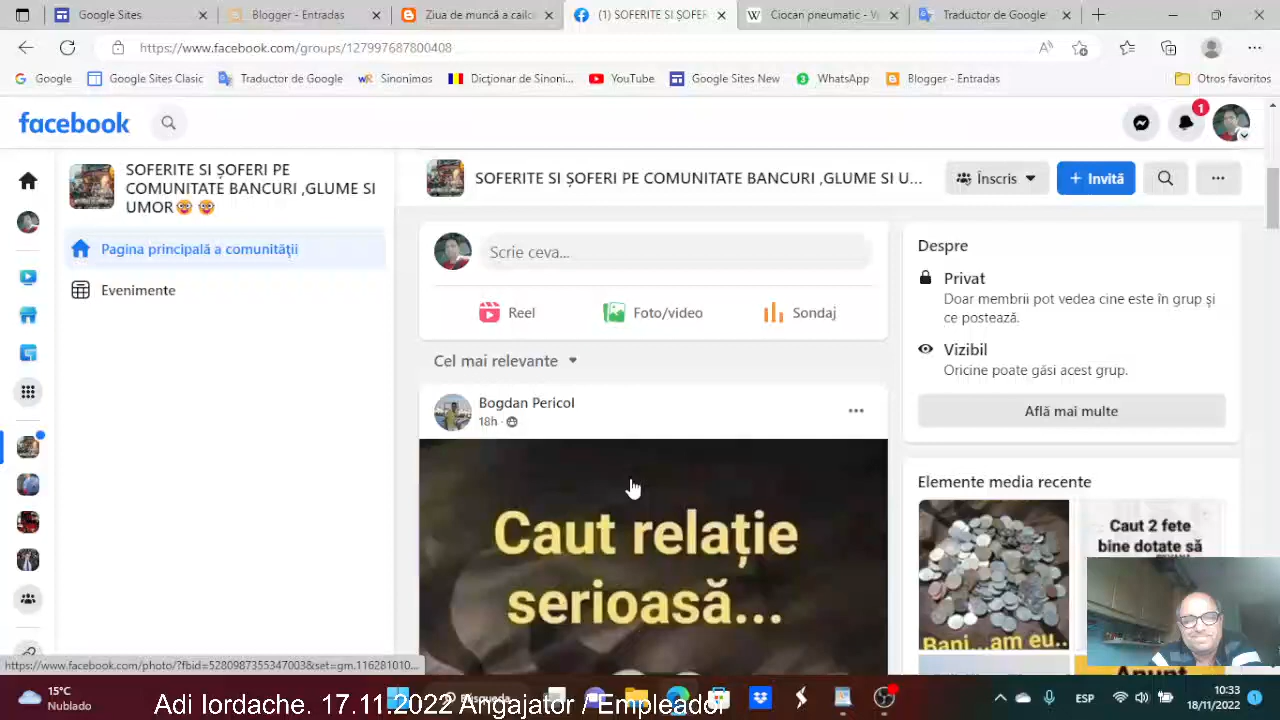 Google Sites
Blogger - Entradas
Ziua de muncă a călc
(1) SOFERITE SI ȘOFER
Ciocan pneumatic - V
Traductor de Google
https://www.facebook.com/groups/127997687800408
Google
Google Sites Clasic
Traductor de Google
Sinonimos
Dicționar de Sinoni...
YouTube
Google Sites New
WhatsApp
Blogger - Entradas
Otros favoritos
facebook
1
SOFERITE SI ȘOFERI PE
COMUNITATE BANCURI ,GLUME SI
UMOR
SOFERITE SI ȘOFERI PE COMUNITATE BANCURI ,GLUME SI U...
Înscris
+ Invită
Pagina principală a comunității
Evenimente
Scrie ceva...
Reel
Foto/video
Sondaj
Cel mai relevante
Bogdan Pericol
18h
Caut relație
serioasă...
Despre
Privat
Doar membrii pot vedea cine este în grup și
ce postează.
Vizibil
Oricine poate găsi acest grup.
Află mai multe
Elemente media recente
Bani...am eu..
Caut 2 fete
bine dotate să
Anunț
https://www.facebook.com/photo/?fbid=5280987355347003&set=gm.1110281010...
15°C
Nublado
Búsqueda
Adi Iordache. 17.11.2022 Angajator / Empleador
ESP
10:33
18/11/2022
1